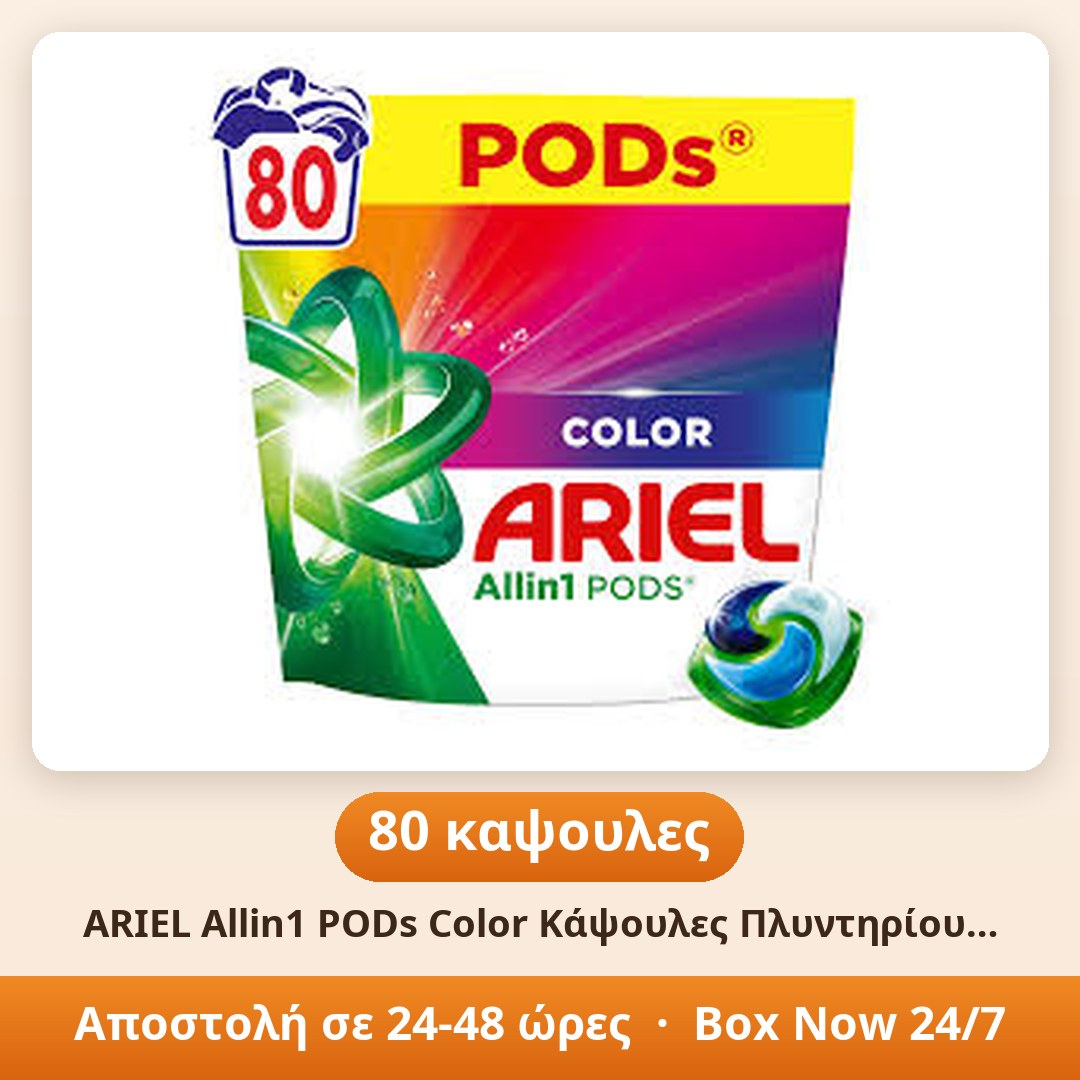 80
PODs®
COLOR
ARIEL
Allin1 PODS®
80 καψουλες
ARIEL Allin1 PODs Color Κάψουλες Πλυντηρίου...
Αποστολή σε 24-48 ώρες · Box Now 24/7